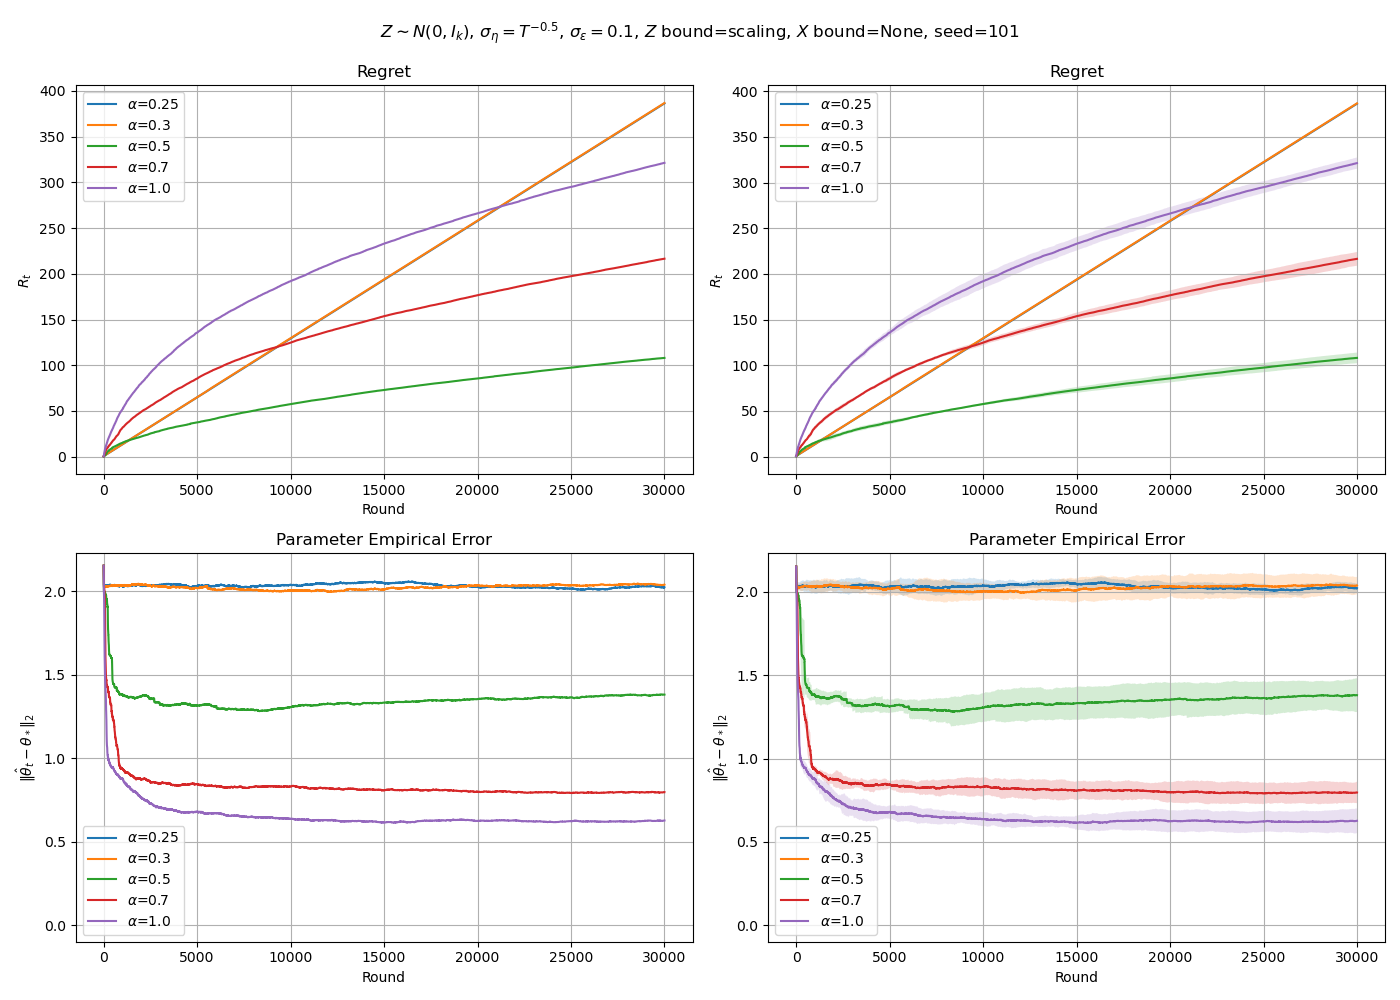 Z ∼ N(0, I_k), σ_η = T^{−0.5}, σ_ε = 0.1, Z bound=scaling, X bound=None, seed=101
Regret
R_t
400
350
300
250
200
150
100
50
0
α=0.25
α=0.3
α=0.5
α=0.7
α=1.0
0 5000 10000 15000 20000 25000 30000
Round
Regret
R_t
400
350
300
250
200
150
100
50
0
α=0.25
α=0.3
α=0.5
α=0.7
α=1.0
0 5000 10000 15000 20000 25000 30000
Round
Parameter Empirical Error
‖θ̂_t − θ_*‖_2
2.0
1.5
1.0
0.5
0.0
α=0.25
α=0.3
α=0.5
α=0.7
α=1.0
0 5000 10000 15000 20000 25000 30000
Round
Parameter Empirical Error
‖θ̂_t − θ_*‖_2
2.0
1.5
1.0
0.5
0.0
α=0.25
α=0.3
α=0.5
α=0.7
α=1.0
0 5000 10000 15000 20000 25000 30000
Round